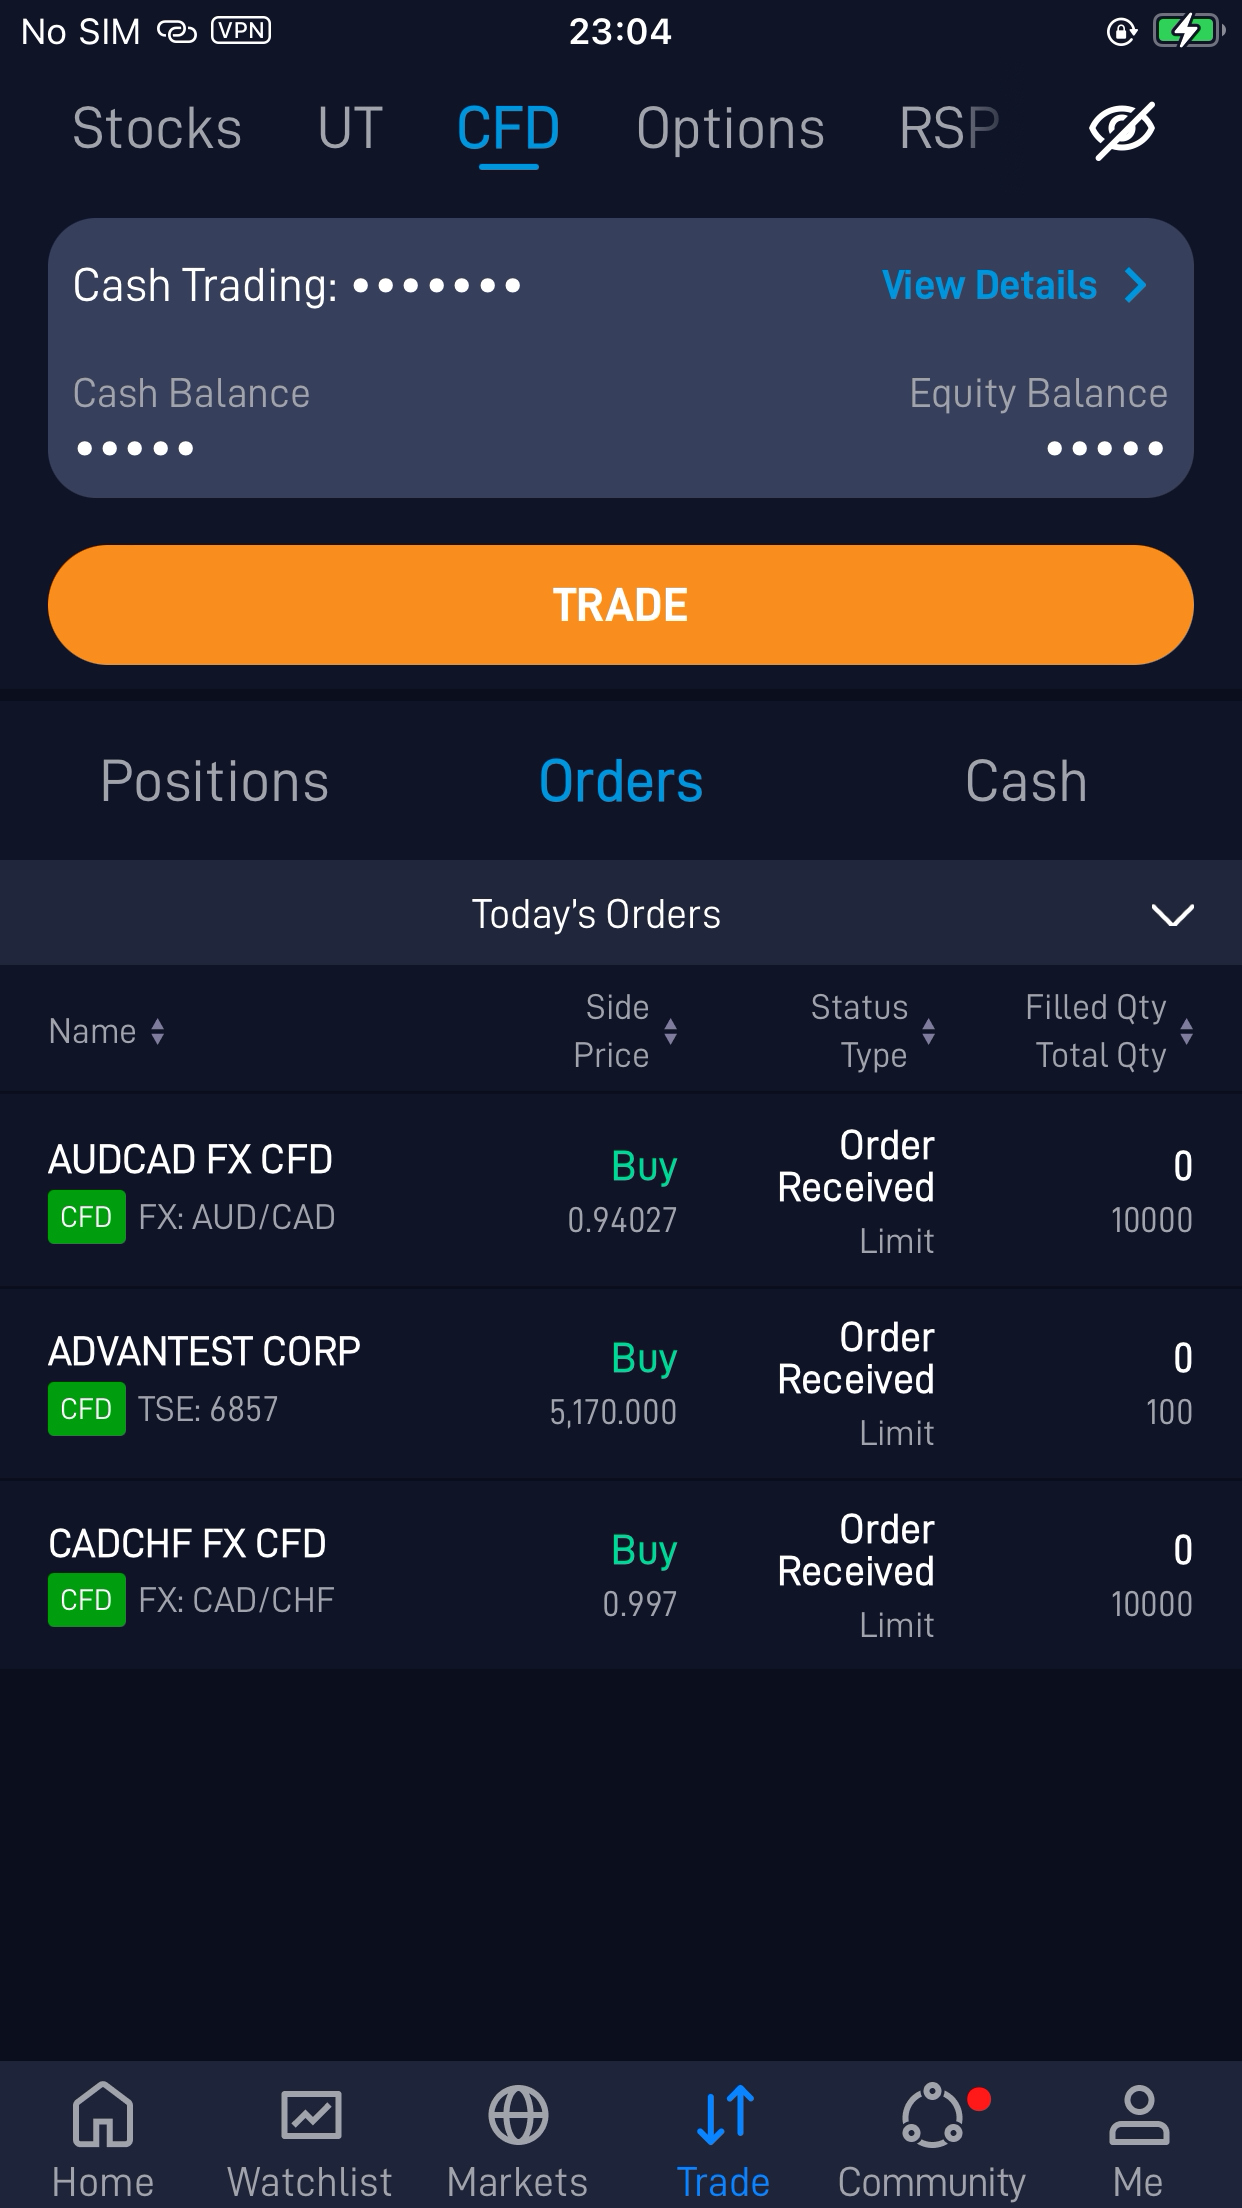 No SIM VPN 23:04
Stocks UT CFD Options RSP
Cash Trading: ••••••• View Details
Cash Balance Equity Balance
••••• •••••
TRADE
Positions Orders Cash
Today's Orders
Name Side Price Status Type Filled Qty Total Qty
AUDCAD FX CFD Buy Order Received 0
CFD FX: AUD/CAD 0.94027 Limit 10000
ADVANTEST CORP Buy Order Received 0
CFD TSE: 6857 5,170.000 Limit 100
CADCHF FX CFD Buy Order Received 0
CFD FX: CAD/CHF 0.997 Limit 10000
Home Watchlist Markets Trade Community Me